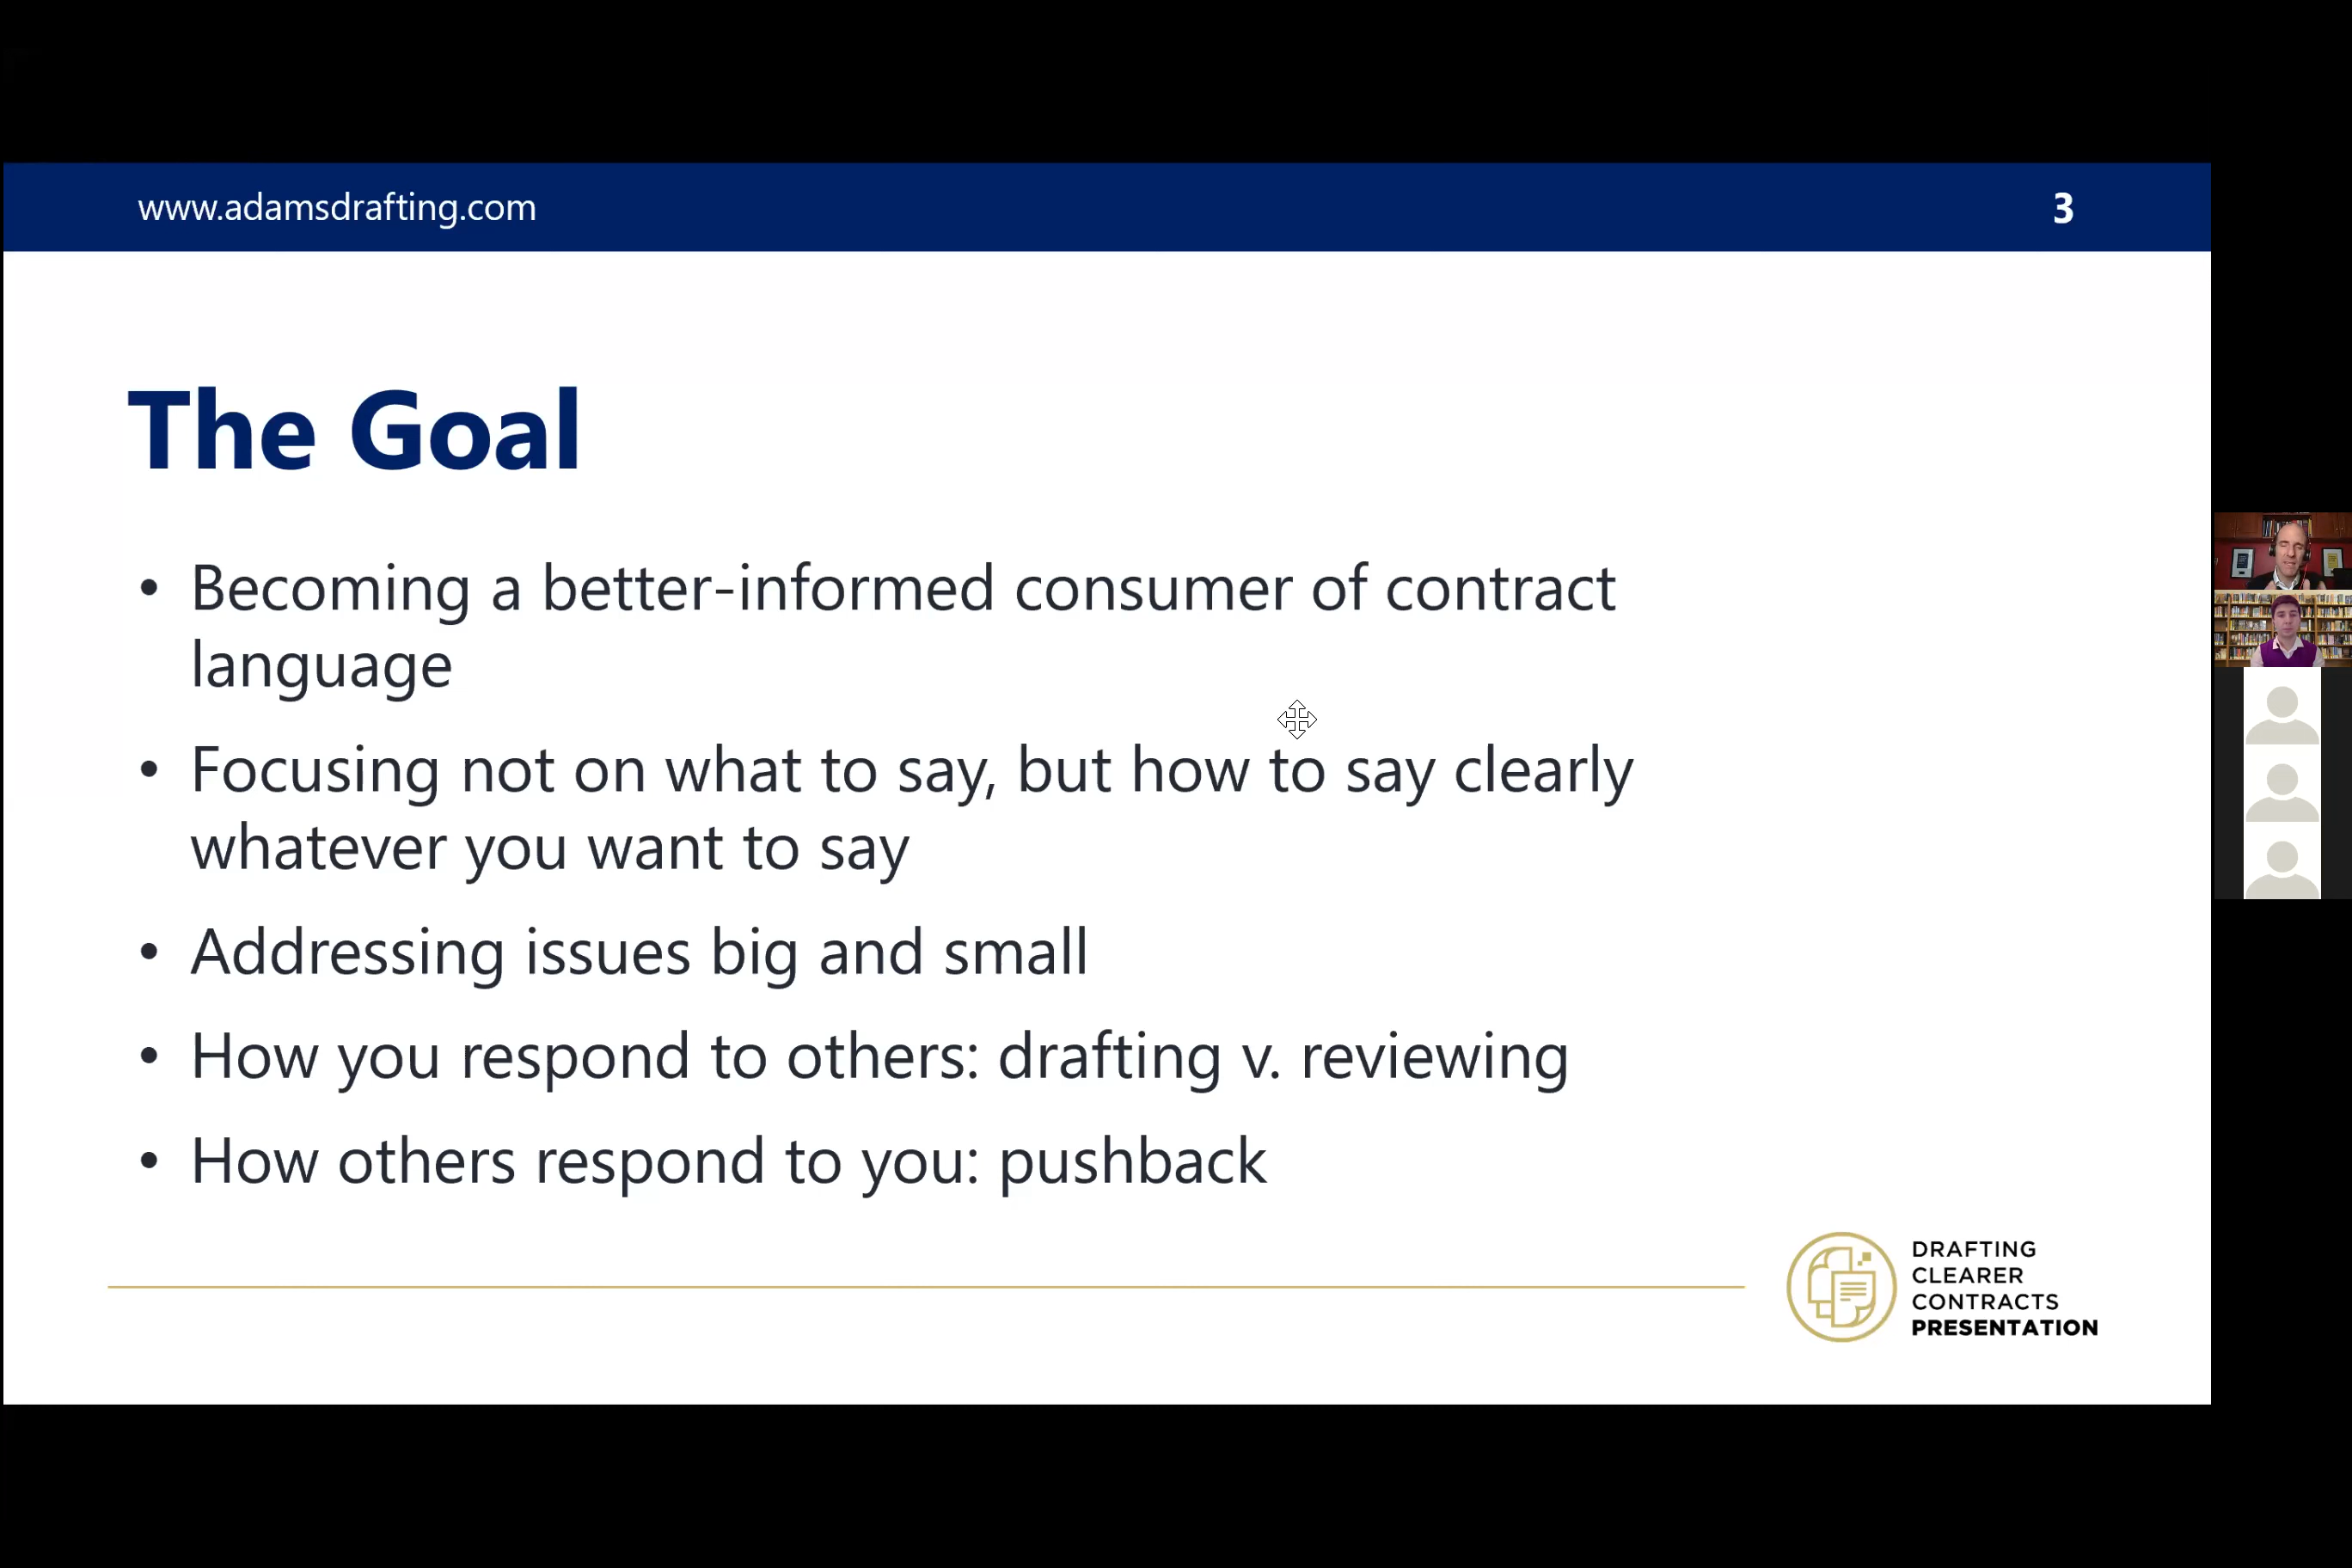 www.adamsdrafting.com
3
The Goal
• Becoming a better-informed consumer of contract
language
• Focusing not on what to say, but how to say clearly
whatever you want to say
• Addressing issues big and small
• How you respond to others: drafting v. reviewing
• How others respond to you: pushback
DRAFTING
CLEARER
CONTRACTS
PRESENTATION